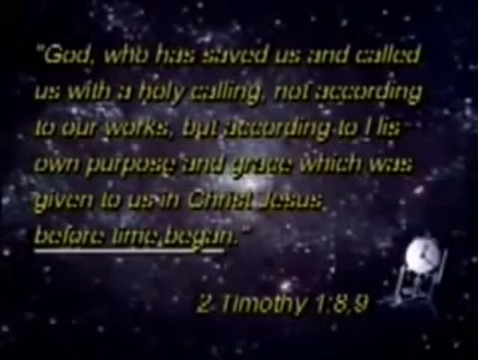 "God, who has saved us and called
us with a holy calling, not according
to our works, but according to His
own purpose and grace which was
given to us in Christ Jesus,
before time began."
2 Timothy 1:8,9